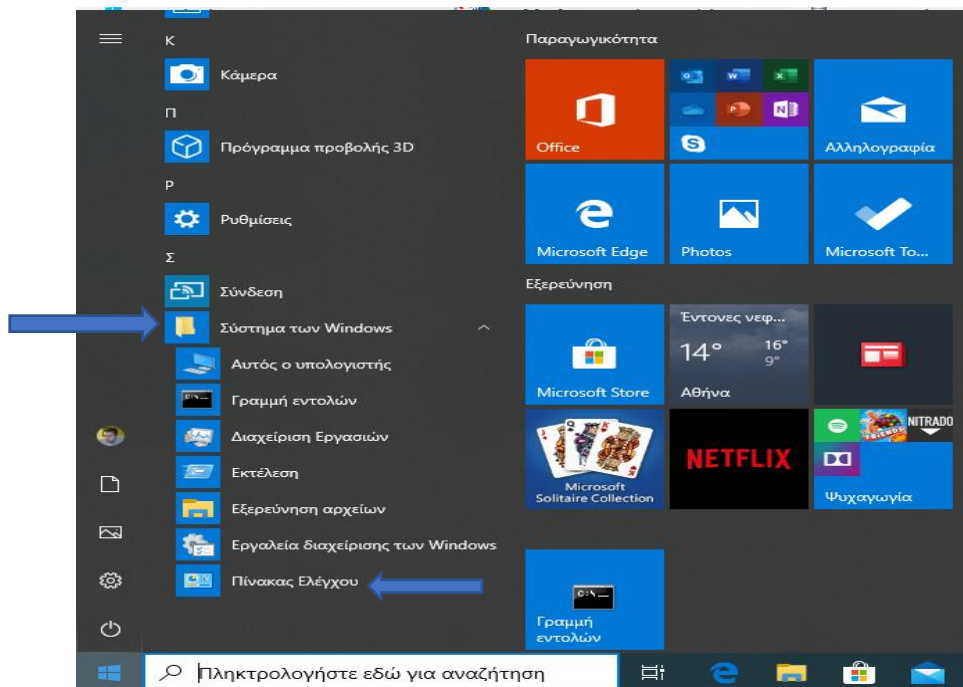 Κ
Κάμερα
Π
Πρόγραμμα προβολής 3D
Ρ
Ρυθμίσεις
Σ
Σύνδεση
Σύστημα των Windows
Αυτός ο υπολογιστής
Γραμμή εντολών
Διαχείριση Εργασιών
Εκτέλεση
Εξερεύνηση αρχείων
Εργαλεία διαχείρισης των Windows
Πίνακας Ελέγχου
Παραγωγικότητα
Office
Αλληλογραφία
Microsoft Edge
Photos
Microsoft To...
Εξερεύνηση
Microsoft Store
Έντονες νεφ...
14° 16°
9°
Αθήνα
Microsoft
Solitaire Collection
NETFLIX
NITRADO
Ψυχαγωγία
Γραμμή
εντολών
Πληκτρολογήστε εδώ για αναζήτηση